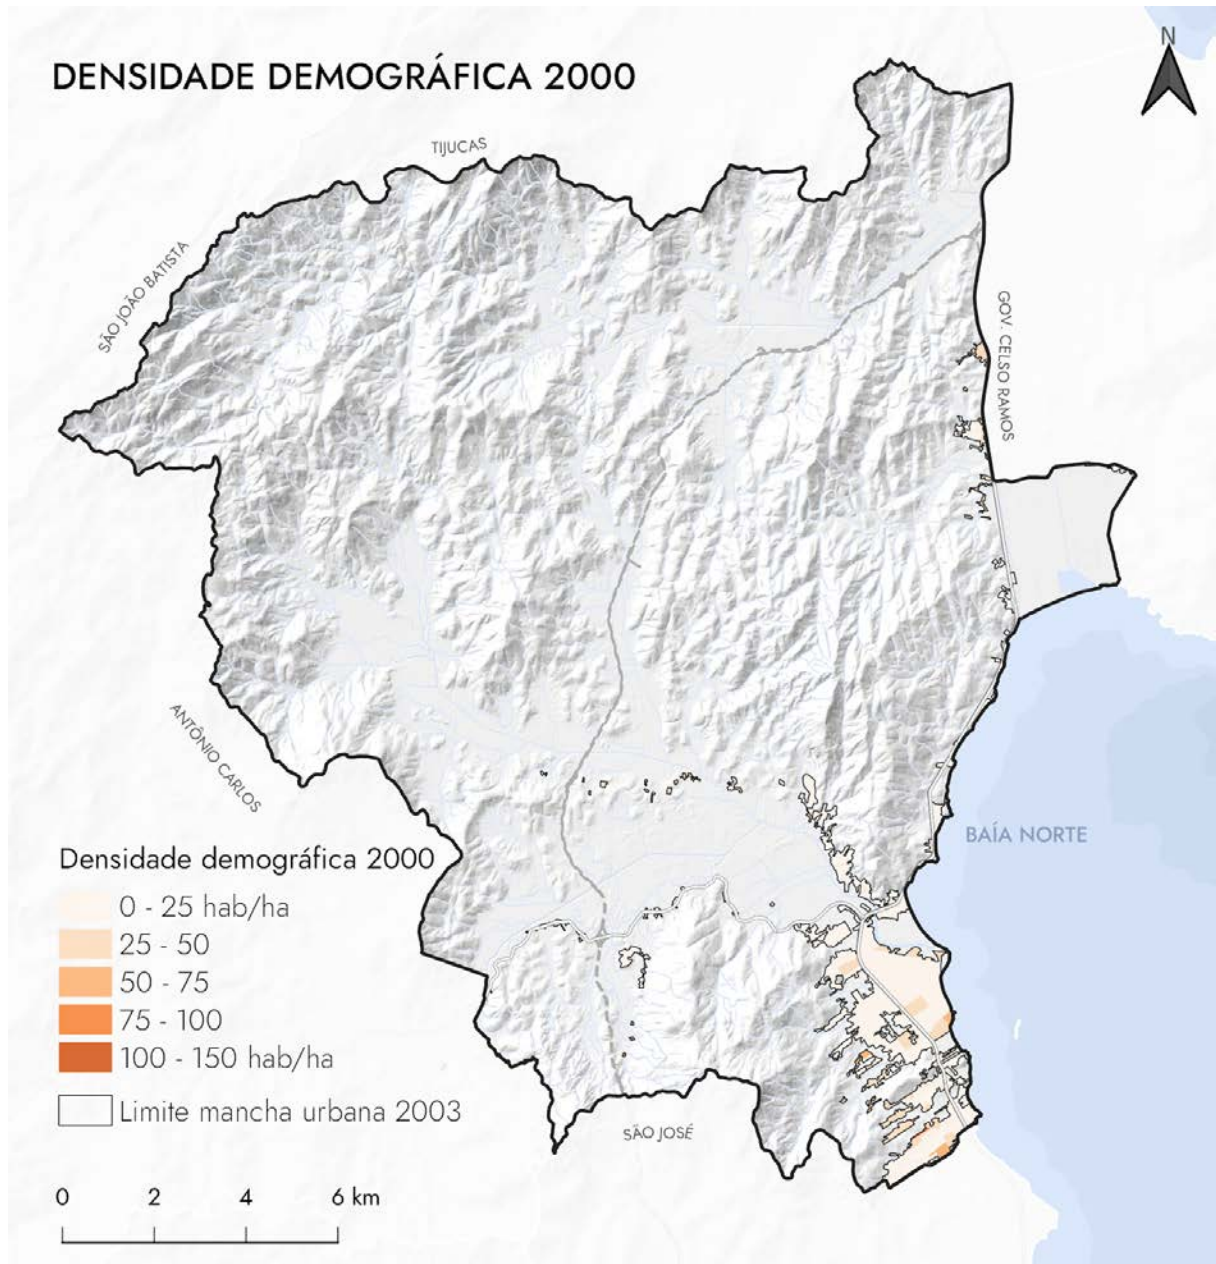 N
DENSIDADE DEMOGRÁFICA 2000
TIJUCAS
SÃO JOÃO BATISTA
GOV. CELSO RAMOS
ANTÔNIO CARLOS
BAÍA NORTE
Densidade demográfica 2000
0 - 25 hab/ha
25 - 50
50 - 75
75 - 100
100 - 150 hab/ha
Limite mancha urbana 2003
SÃO JOSÉ
0 2 4 6 km